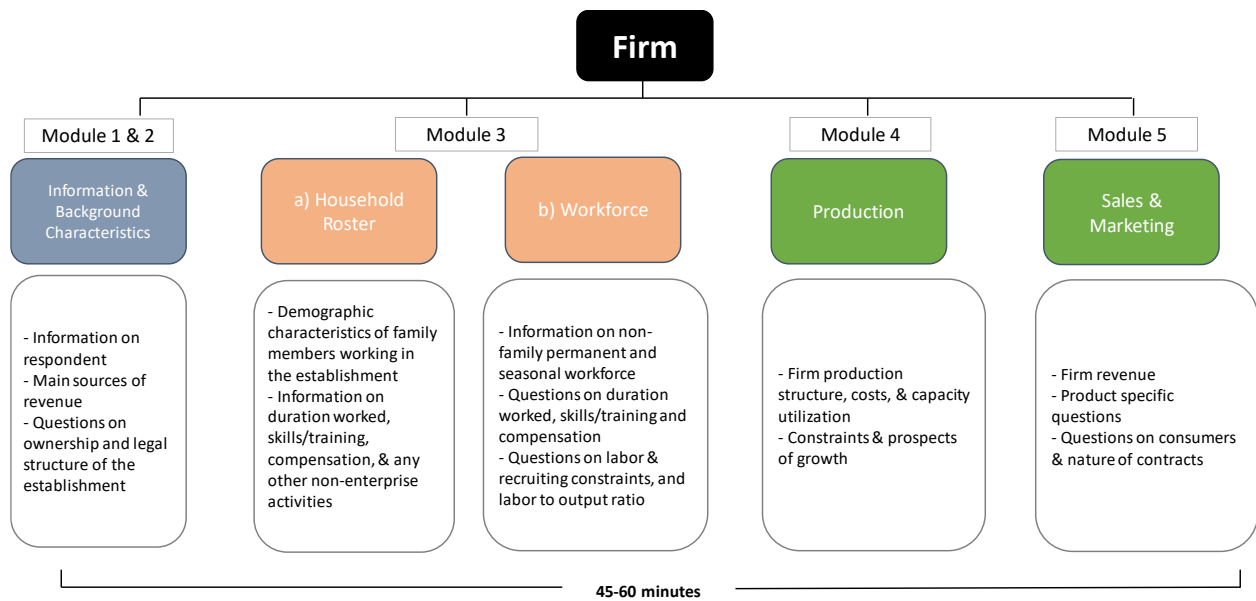 Firm
Module 1 & 2
Module 3
Module 4
Module 5
Information &
Background
Characteristics
a) Household
Roster
b) Workforce
Production
Sales &
Marketing
- Information on
respondent
- Main sources of
revenue
- Questions on
ownership and legal
structure of the
establishment
- Demographic
characteristics of family
members working in
the establishment
- Information on
duration worked,
skills/training,
compensation, & any
other non-enterprise
activities
- Information on non-
family permanent and
seasonal workforce
- Questions on duration
worked, skills/training and
compensation
- Questions on labor &
recruiting constraints, and
labor to output ratio
- Firm production
structure, costs, & capacity
utilization
- Constraints & prospects
of growth
- Firm revenue
- Product specific
questions
- Questions on consumers
& nature of contracts
45-60 minutes